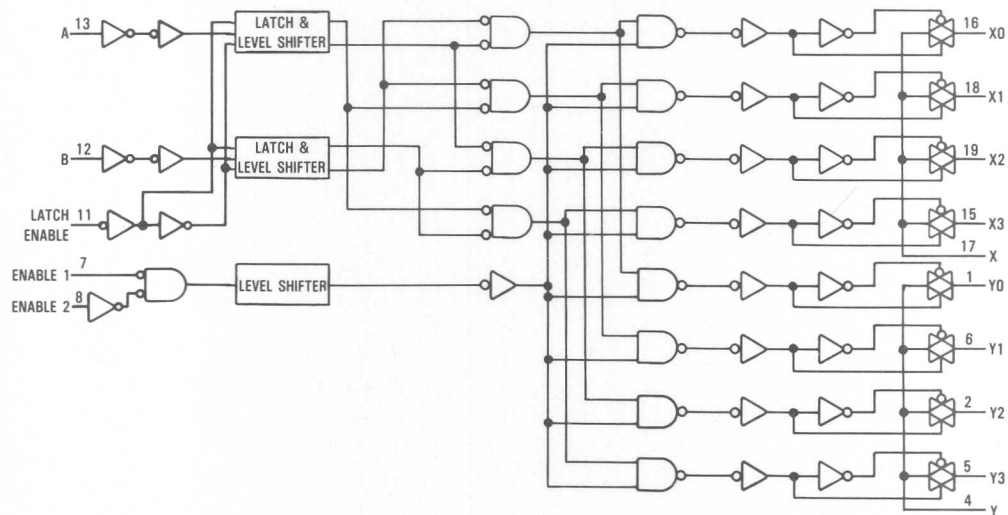 A 13
LATCH &
LEVEL SHIFTER
16 X0
18 X1
B 12
LATCH &
LEVEL SHIFTER
19 X2
LATCH 11
ENABLE
15 X3
17 X
ENABLE 1 7
LEVEL SHIFTER
1 Y0
ENABLE 2 8
6 Y1
2 Y2
5 Y3
4 Y